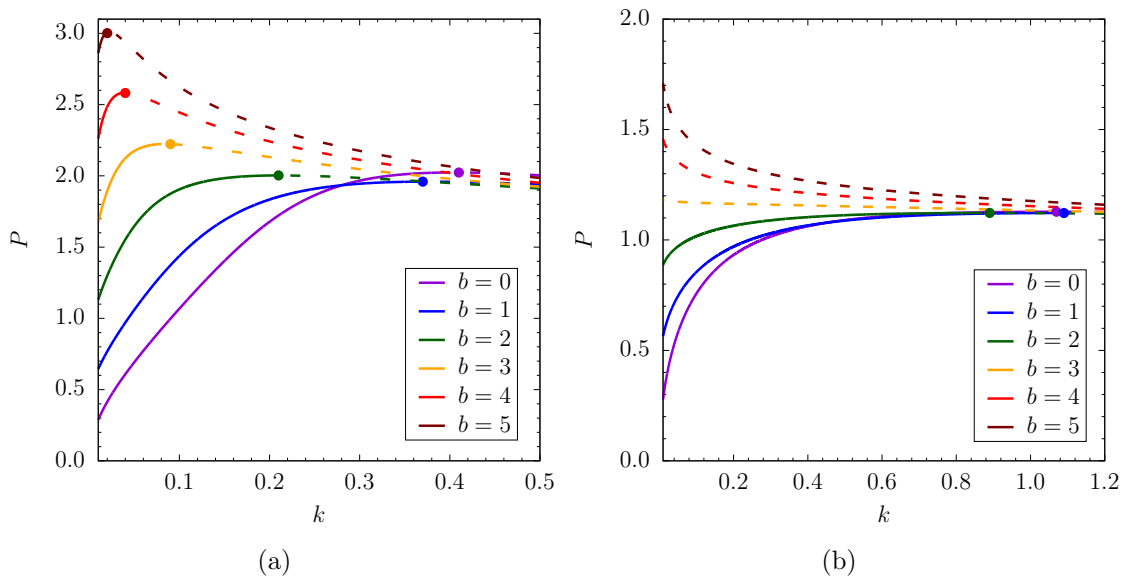 P
3.0
2.5
2.0
1.5
1.0
0.5
0.0
0.1 0.2 0.3 0.4 0.5
k
b = 0
b = 1
b = 2
b = 3
b = 4
b = 5
(a)
P
2.0
1.5
1.0
0.5
0.0
0.2 0.4 0.6 0.8 1.0 1.2
k
b = 0
b = 1
b = 2
b = 3
b = 4
b = 5
(b)